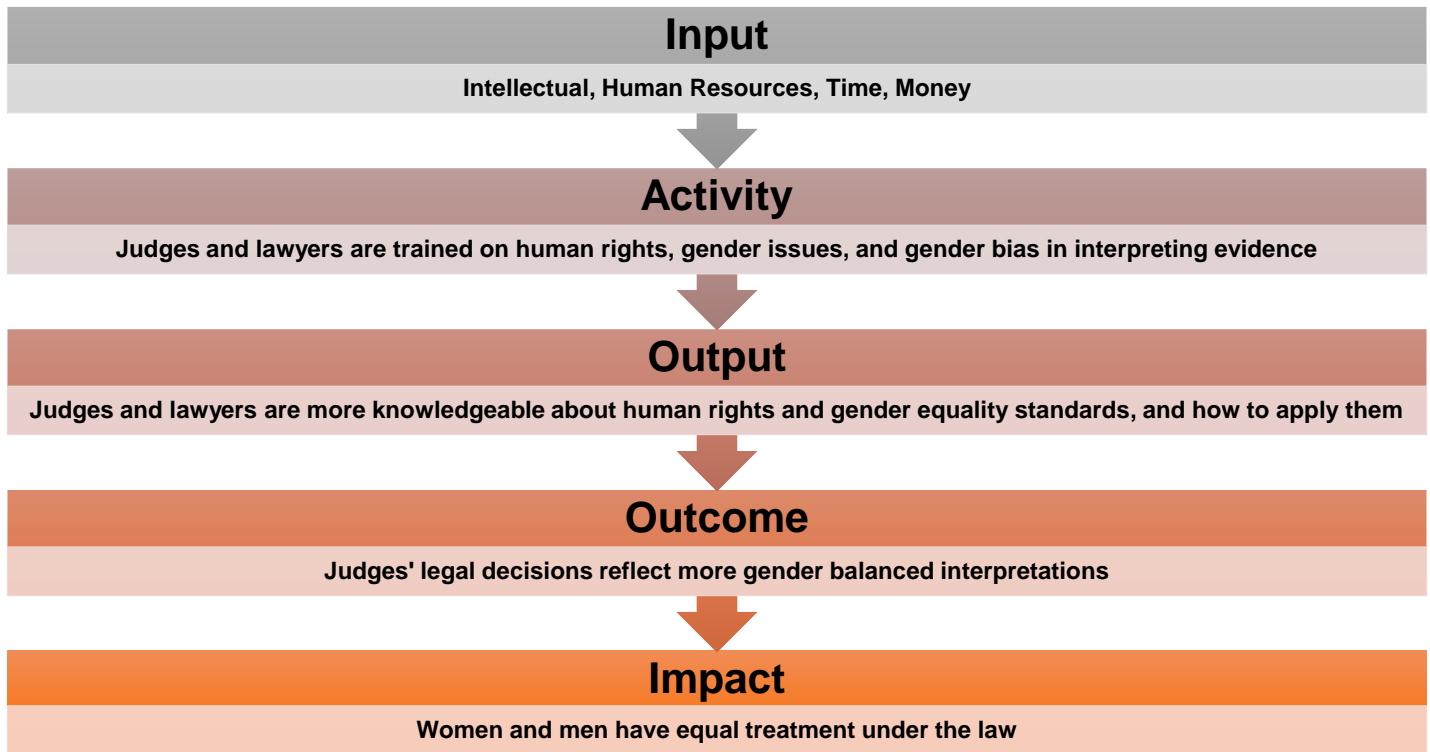 Input
Intellectual, Human Resources, Time, Money
Activity
Judges and lawyers are trained on human rights, gender issues, and gender bias in interpreting evidence
Output
Judges and lawyers are more knowledgeable about human rights and gender equality standards, and how to apply them
Outcome
Judges' legal decisions reflect more gender balanced interpretations
Impact
Women and men have equal treatment under the law